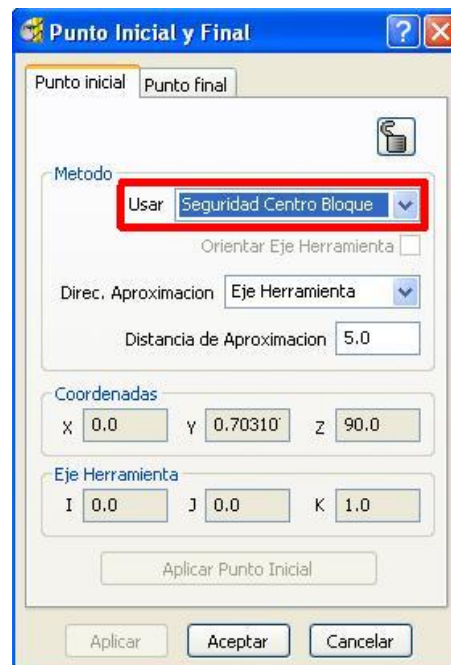 Punto Inicial y Final
Punto inicial Punto final
Metodo
Usar Seguridad Centro Bloque
Orientar Eje Herramienta
Direc. Aproximacion Eje Herramienta
Distancia de Aproximacion 5.0
Coordenadas
X 0.0 Y 0.70310 Z 90.0
Eje Herramienta
I 0.0 J 0.0 K 1.0
Aplicar Punto Inicial
Aplicar Aceptar Cancelar